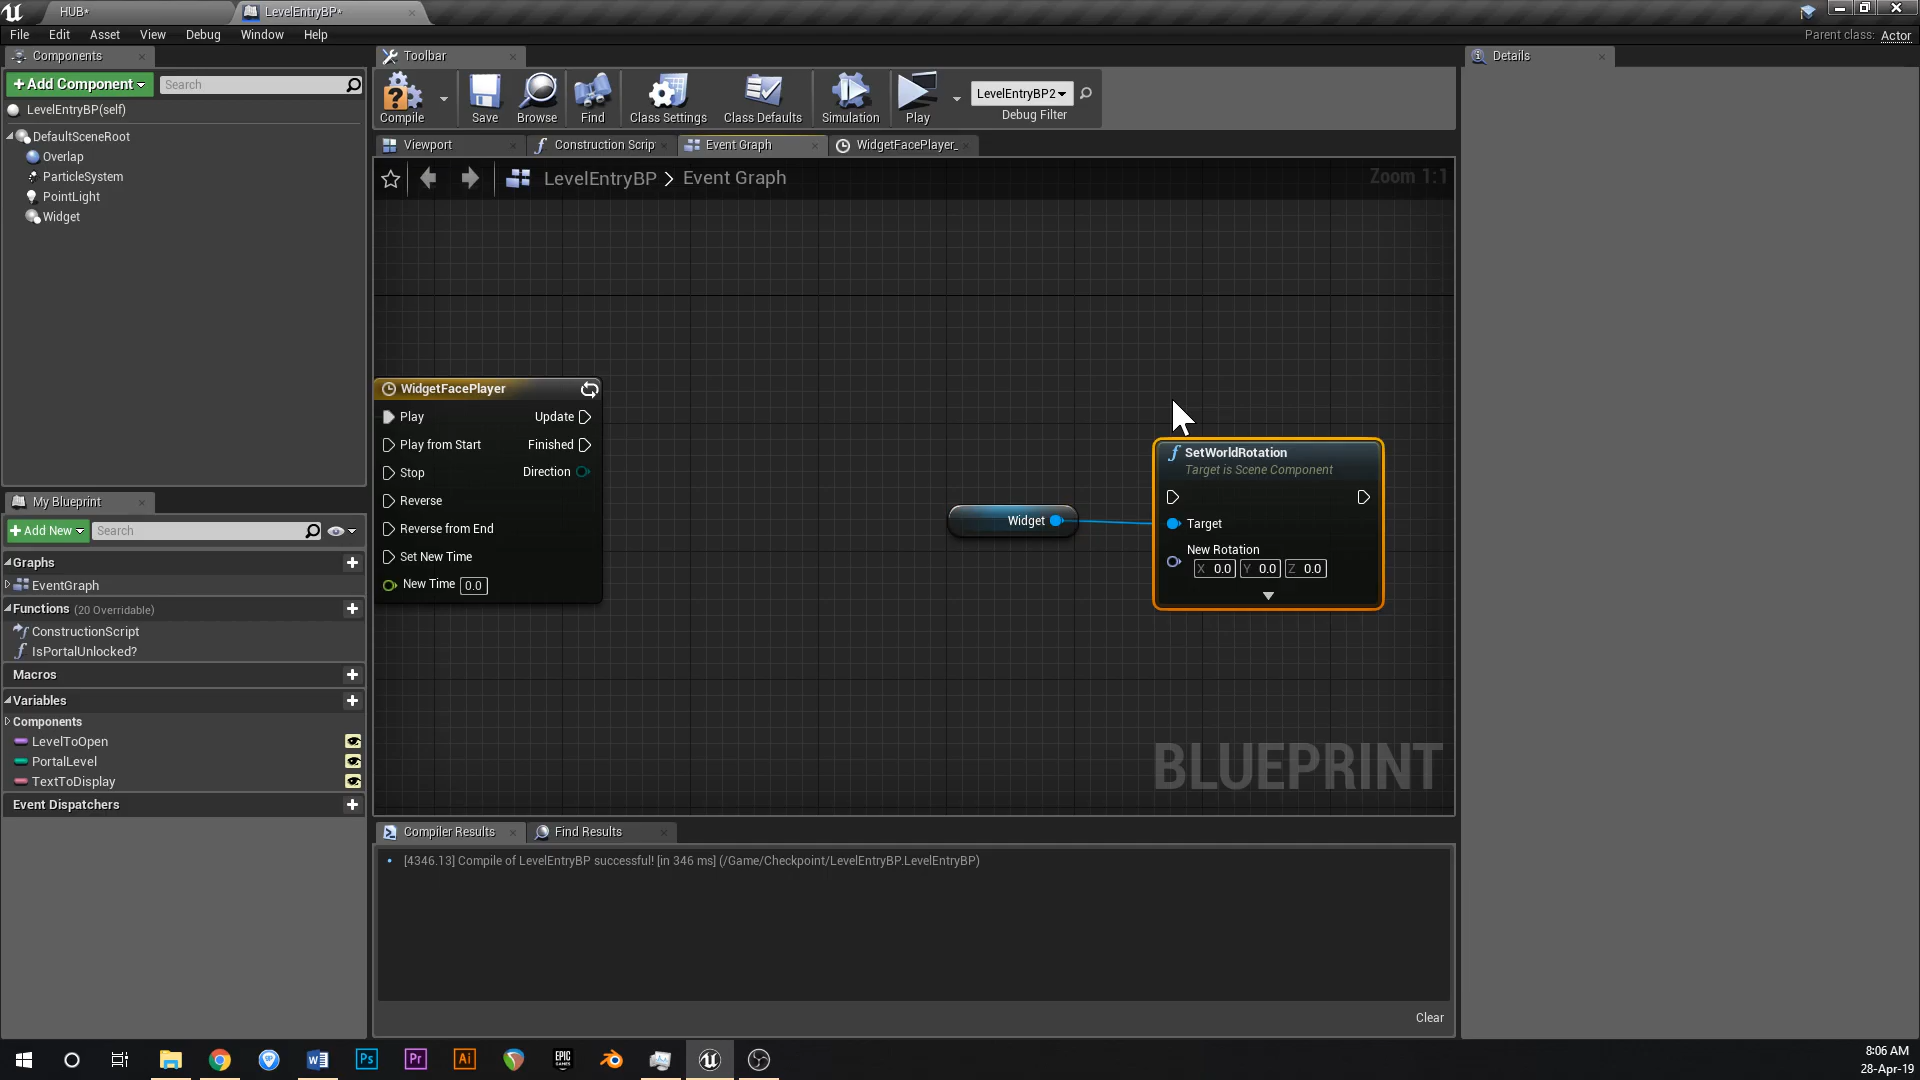 HUB*
LevelEntryBP*
File Edit Asset View Debug Window Help
Parent class: Actor
Components
Toolbar
Details
+ Add Component
Search
LevelEntryBP(self)
DefaultSceneRoot
Overlap
ParticleSystem
PointLight
Widget
Compile
Save
Browse
Find
Class Settings
Class Defaults
Simulation
Play
LevelEntryBP2
Debug Filter
Viewport
Construction Scrip
Event Graph
WidgetFacePlayer_
LevelEntryBP > Event Graph
Zoom 1:1
WidgetFacePlayer
Play Update
Play from Start Finished
Stop Direction
Reverse
Reverse from End
Set New Time
New Time 0.0
Widget
SetWorldRotation
Target is Scene Component
Target
New Rotation
X 0.0 Y 0.0 Z 0.0
BLUEPRINT
My Blueprint
+ Add New
Search
Graphs
EventGraph
Functions (20 Overridable)
ConstructionScript
IsPortalUnlocked?
Macros
Variables
Components
LevelToOpen
PortalLevel
TextToDisplay
Event Dispatchers
Compiler Results
Find Results
[4346.13] Compile of LevelEntryBP successful! [in 346 ms] (/Game/Checkpoint/LevelEntryBP.LevelEntryBP)
Clear
Ps
Pr
Ai
EPIC
GAMES
8:06 AM
28-Apr-19